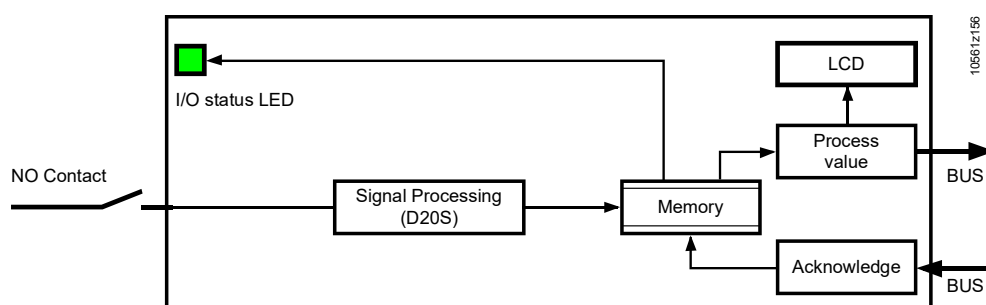 10561z156
LCD
I/O status LED
Process
value
BUS
NO Contact
Signal Processing
(D20S)
Memory
Acknowledge
BUS